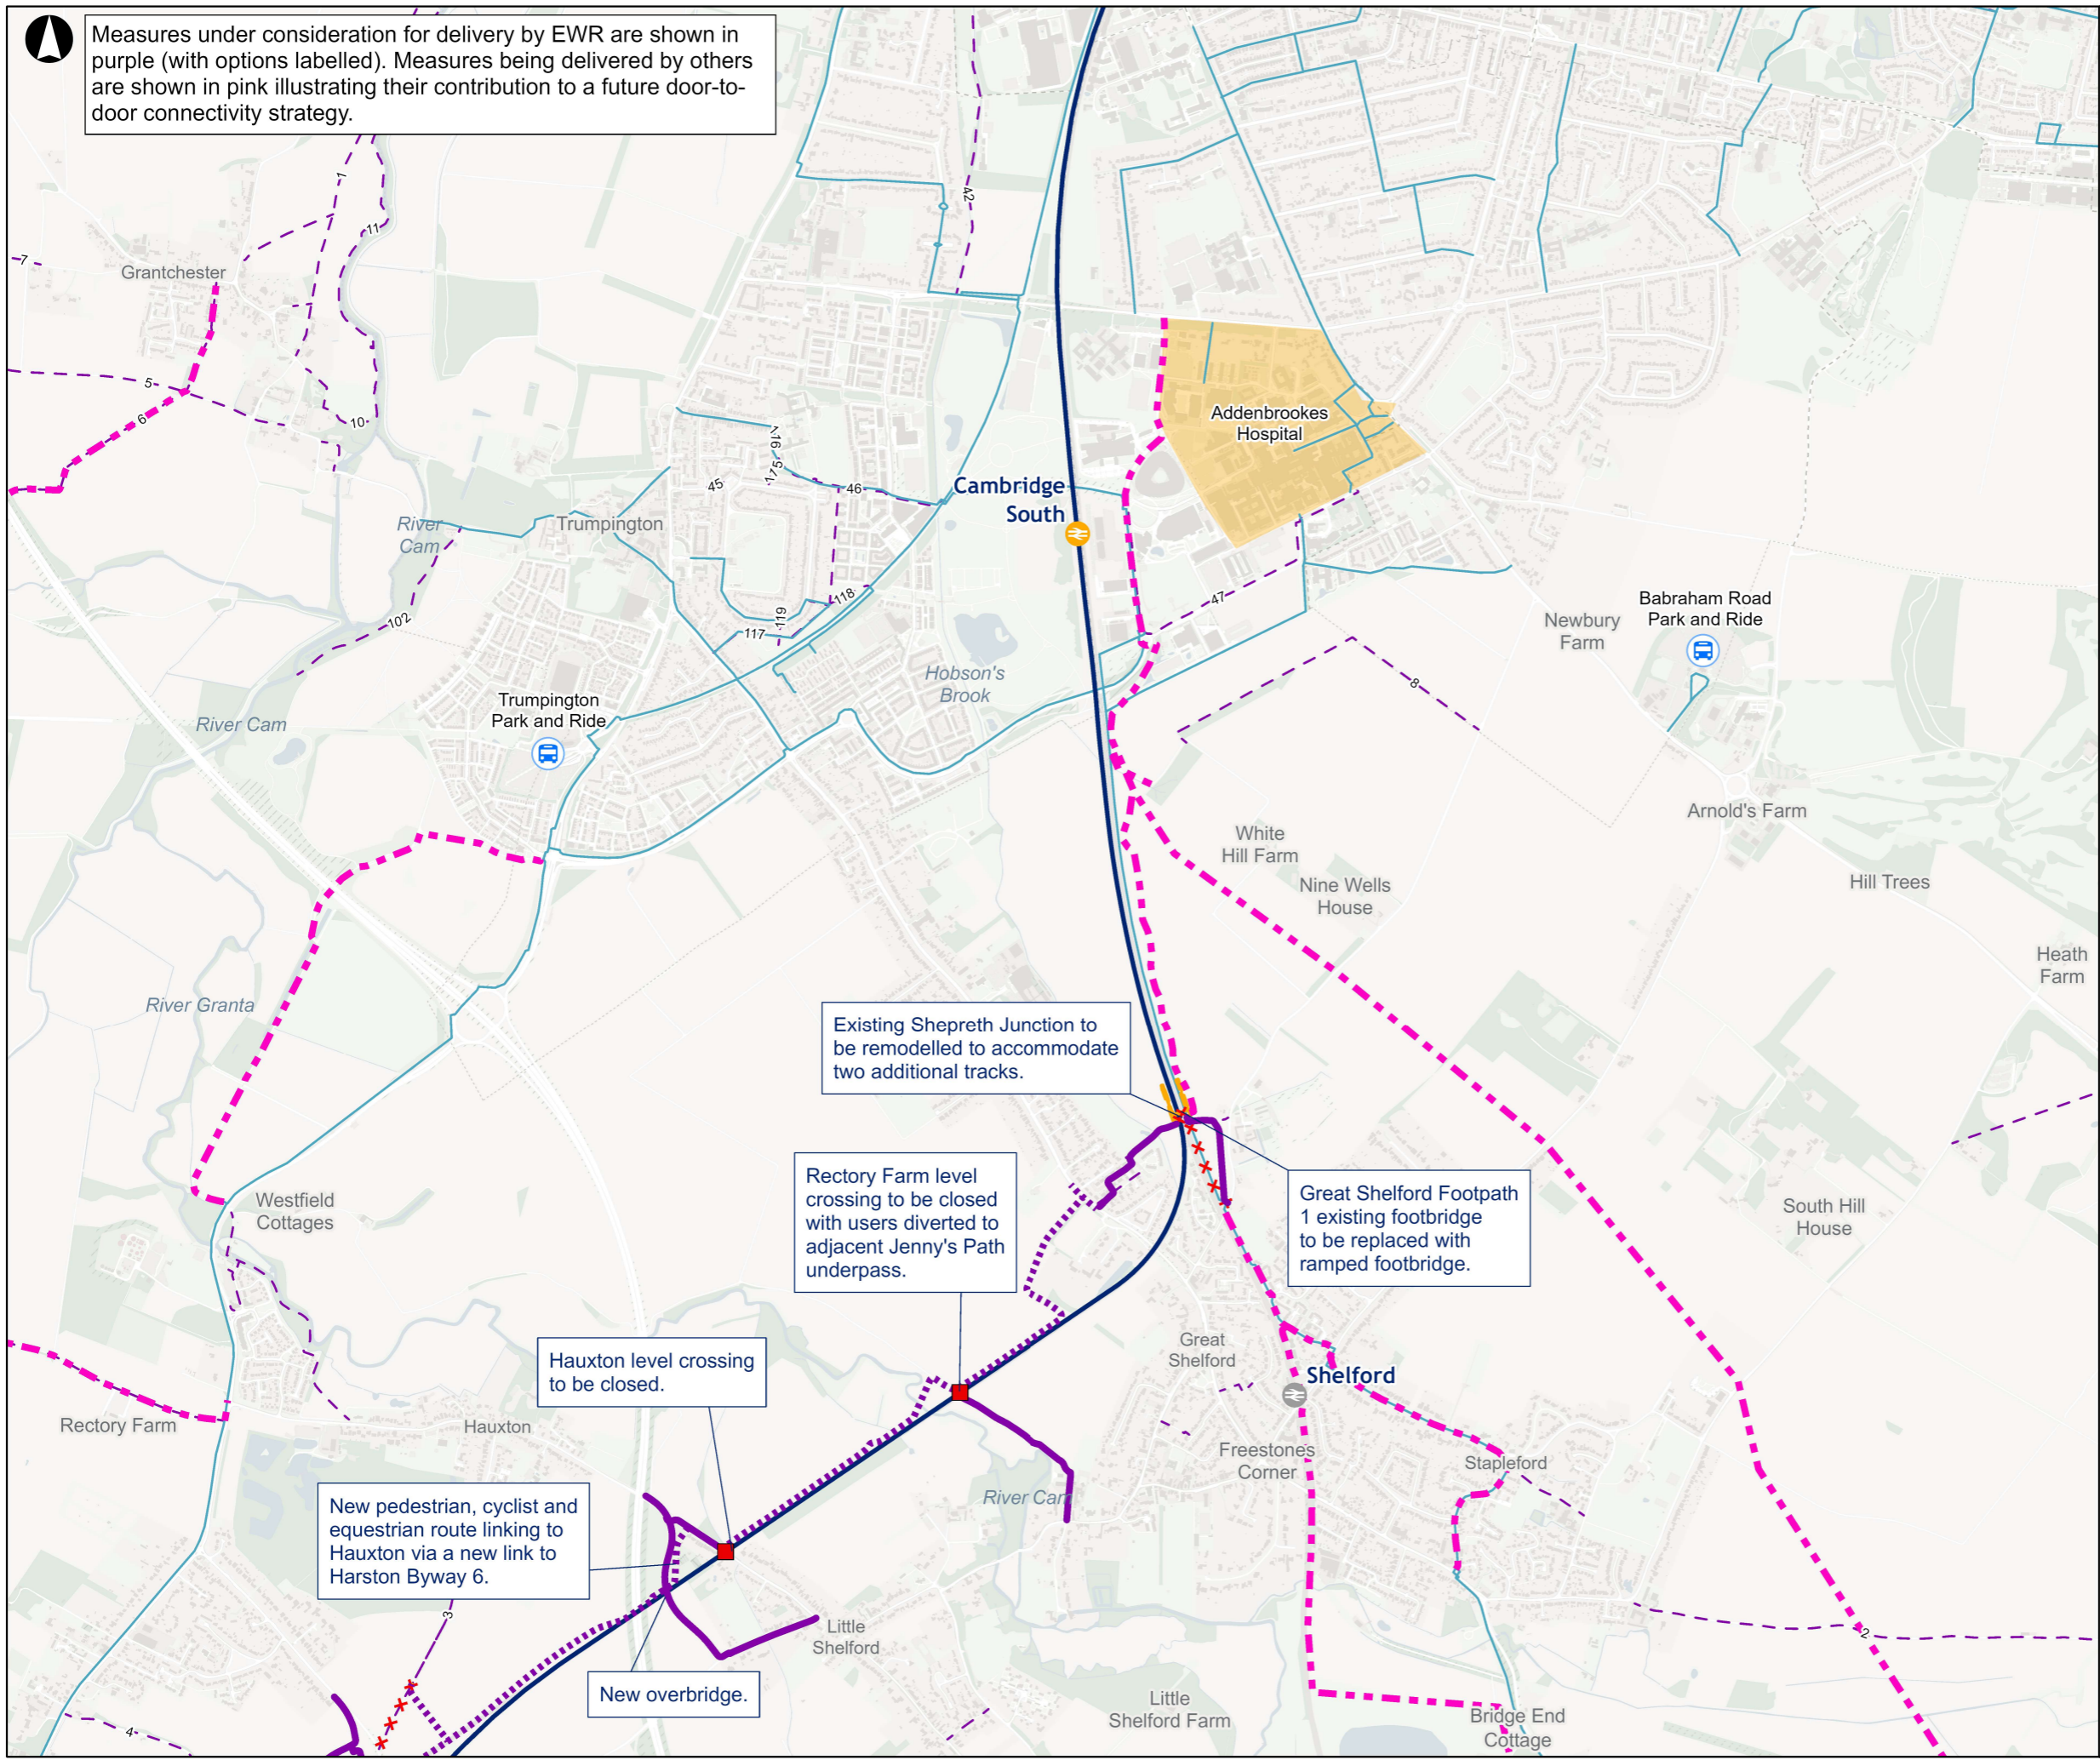 Measures under consideration for delivery by EWR are shown in
purple (with options labelled). Measures being delivered by others
are shown in pink illustrating their contribution to a future door-to-
door connectivity strategy.
1
42
11
7
Grantchester
5
6
10
Addenbrookes
Hospital
116
175
45
46
Cambridge
South
River
Cam
Trumpington
102
118
119
117
47
Newbury
Farm
Babraham Road
Park and Ride
8
Hobson's
Brook
Trumpington
Park and Ride
River Cam
Arnold's Farm
White
Hill Farm
Nine Wells
House
Hill Trees
Heath
Farm
River Granta
Existing Shepreth Junction to
be remodelled to accommodate
two additional tracks.
Rectory Farm level
crossing to be closed
with users diverted to
adjacent Jenny's Path
underpass.
Great Shelford Footpath
1 existing footbridge
to be replaced with
ramped footbridge.
Westfield
Cottages
South Hill
House
Hauxton level crossing
to be closed.
Great
Shelford
Shelford
Rectory Farm
Hauxton
Freestones
Corner
Stapleford
River Cam
New pedestrian, cyclist and
equestrian route linking to
Hauxton via a new link to
Harston Byway 6.
3
Little
Shelford
2
New overbridge.
Little
Shelford Farm
Bridge End
Cottage
4